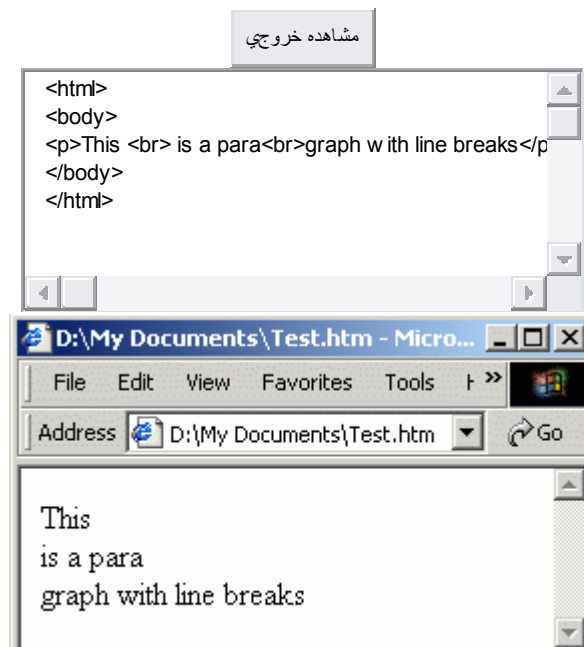 مشاهده خروجي
<html>
<body>
<p>This <br> is a para<br>graph with line breaks</p
</body>
</html>
D:\My Documents\Test.htm - Micro...
File Edit View Favorites Tools »
Address D:\My Documents\Test.htm Go
This
is a para
graph with line breaks